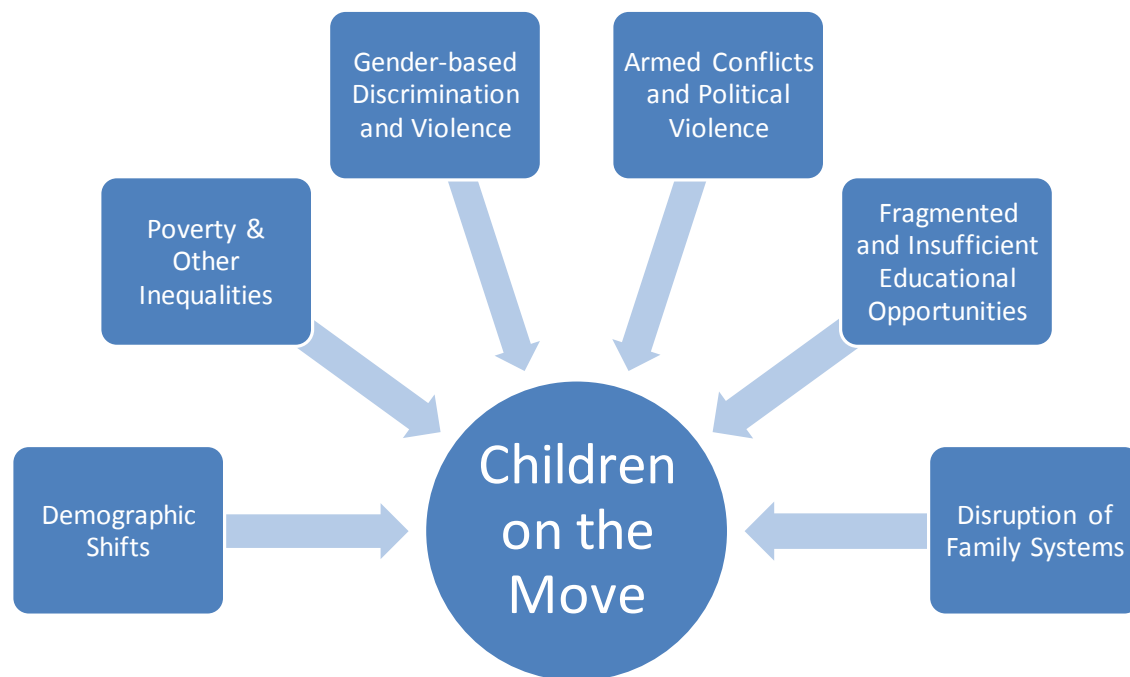 Gender-based
Discrimination
and Violence
Armed Conflicts
and Political
Violence
Poverty &
Other
Inequalities
Fragmented
and Insufficient
Educational
Opportunities
Demographic
Shifts
Children
on the
Move
Disruption of
Family Systems